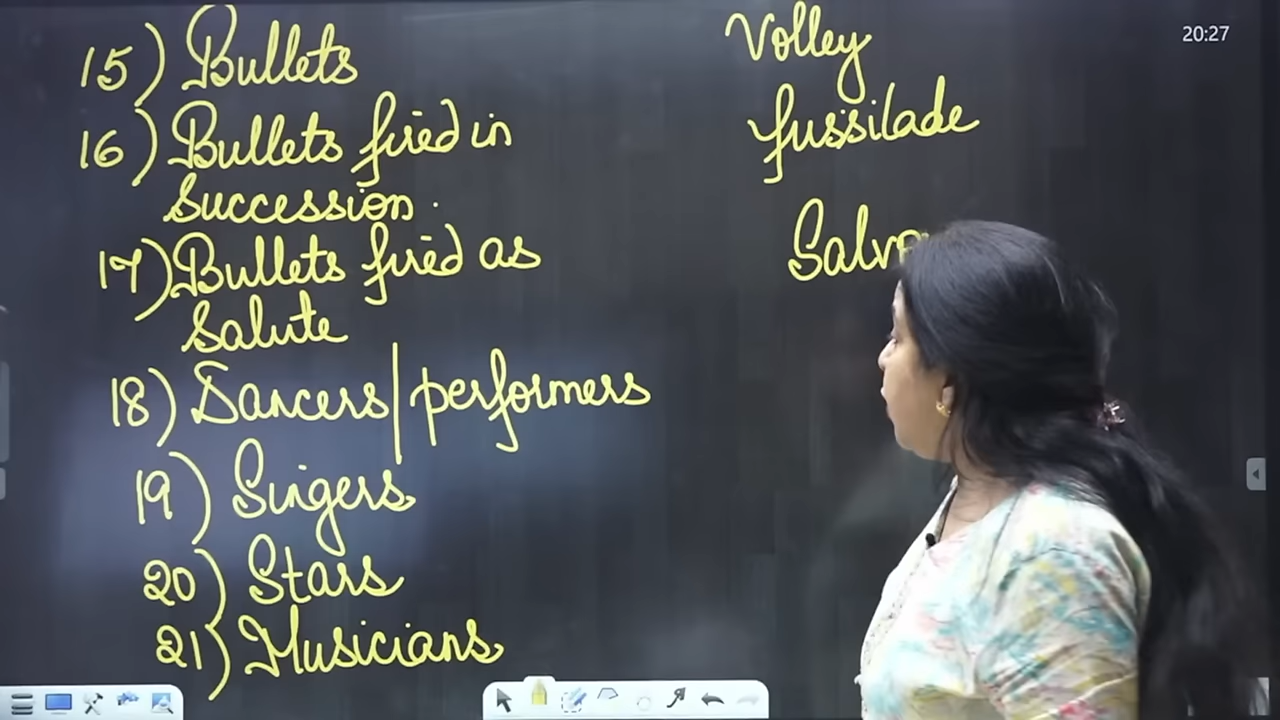 20:27
15) Bullets Volley
16) Bullets fired in fussilade
succession.
17) Bullets fired as
Salute
18) Dancers/performers
19) Singers
20) Stars
21) Musicians